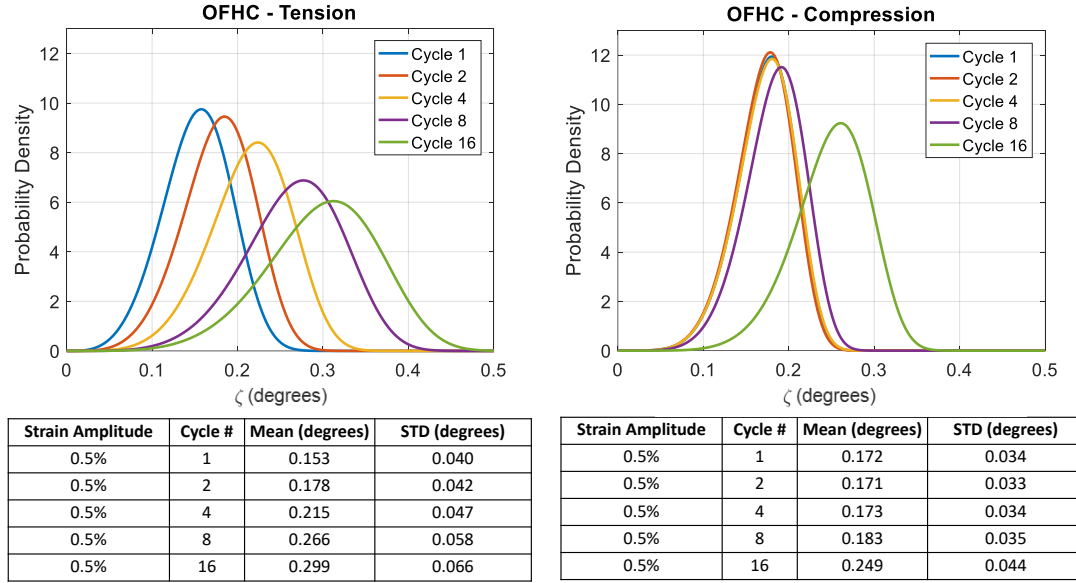 OFHC - Tension
Probability Density
12
10
8
6
4
2
0
0 0.1 0.2 0.3 0.4 0.5
ζ (degrees)
Cycle 1
Cycle 2
Cycle 4
Cycle 8
Cycle 16
Strain Amplitude Cycle # Mean (degrees) STD (degrees)
0.5% 1 0.153 0.040
0.5% 2 0.178 0.042
0.5% 4 0.215 0.047
0.5% 8 0.266 0.058
0.5% 16 0.299 0.066
OFHC - Compression
Probability Density
12
10
8
6
4
2
0
0 0.1 0.2 0.3 0.4 0.5
ζ (degrees)
Cycle 1
Cycle 2
Cycle 4
Cycle 8
Cycle 16
Strain Amplitude Cycle # Mean (degrees) STD (degrees)
0.5% 1 0.172 0.034
0.5% 2 0.171 0.033
0.5% 4 0.173 0.034
0.5% 8 0.183 0.035
0.5% 16 0.249 0.044